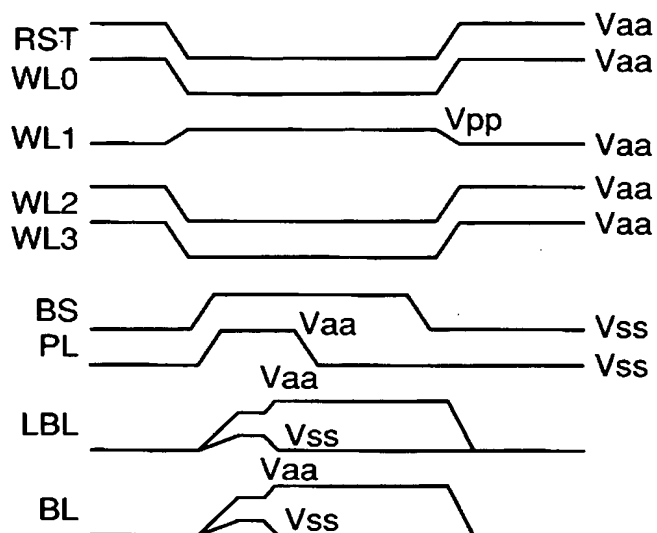 RST Vaa
WL0 Vaa
WL1 Vpp Vaa
WL2 Vaa
WL3 Vaa
BS Vss
PL Vaa Vss
Vaa
LBL Vss
Vaa
BL Vss